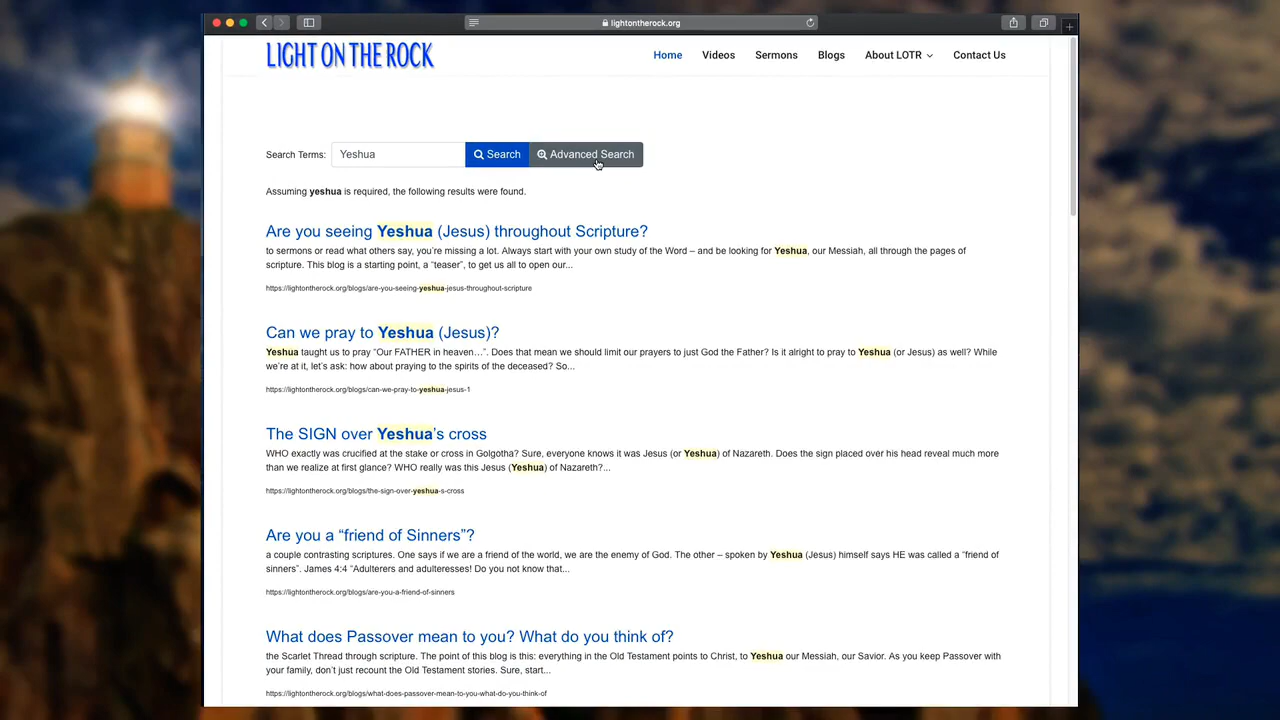 lightontherock.org
LIGHT ON THE ROCK
Home Videos Sermons Blogs About LOTR Contact Us
Search Terms: Yeshua Search Advanced Search
Assuming yeshua is required, the following results were found.
Are you seeing Yeshua (Jesus) throughout Scripture?
to sermons or read what others say, you're missing a lot. Always start with your own study of the Word – and be looking for Yeshua, our Messiah, all through the pages of
scripture. This blog is a starting point, a “teaser”, to get us all to open our...
https://lightontherock.org/blogs/are-you-seeing-yeshua-jesus-throughout-scripture
Can we pray to Yeshua (Jesus)?
Yeshua taught us to pray “Our FATHER in heaven…”. Does that mean we should limit our prayers to just God the Father? Is it alright to pray to Yeshua (or Jesus) as well? While
we're at it, let's ask: how about praying to the spirits of the deceased? So...
https://lightontherock.org/blogs/can-we-pray-to-yeshua-jesus-1
The SIGN over Yeshua's cross
WHO exactly was crucified at the stake or cross in Golgotha? Sure, everyone knows it was Jesus (or Yeshua) of Nazareth. Does the sign placed over his head reveal much more
than we realize at first glance? WHO really was this Jesus (Yeshua) of Nazareth?...
https://lightontherock.org/blogs/the-sign-over-yeshua-s-cross
Are you a “friend of Sinners”?
a couple contrasting scriptures. One says if we are a friend of the world, we are the enemy of God. The other – spoken by Yeshua (Jesus) himself says HE was called a “friend of
sinners”. James 4:4 “Adulterers and adulteresses! Do you not know that...
https://lightontherock.org/blogs/are-you-a-friend-of-sinners
What does Passover mean to you? What do you think of?
the Scarlet Thread through scripture. The point of this blog is this: everything in the Old Testament points to Christ, to Yeshua our Messiah, our Savior. As you keep Passover with
your family, don't just recount the Old Testament stories. Sure, start...
https://lightontherock.org/blogs/what-does-passover-mean-to-you-what-do-you-think-of